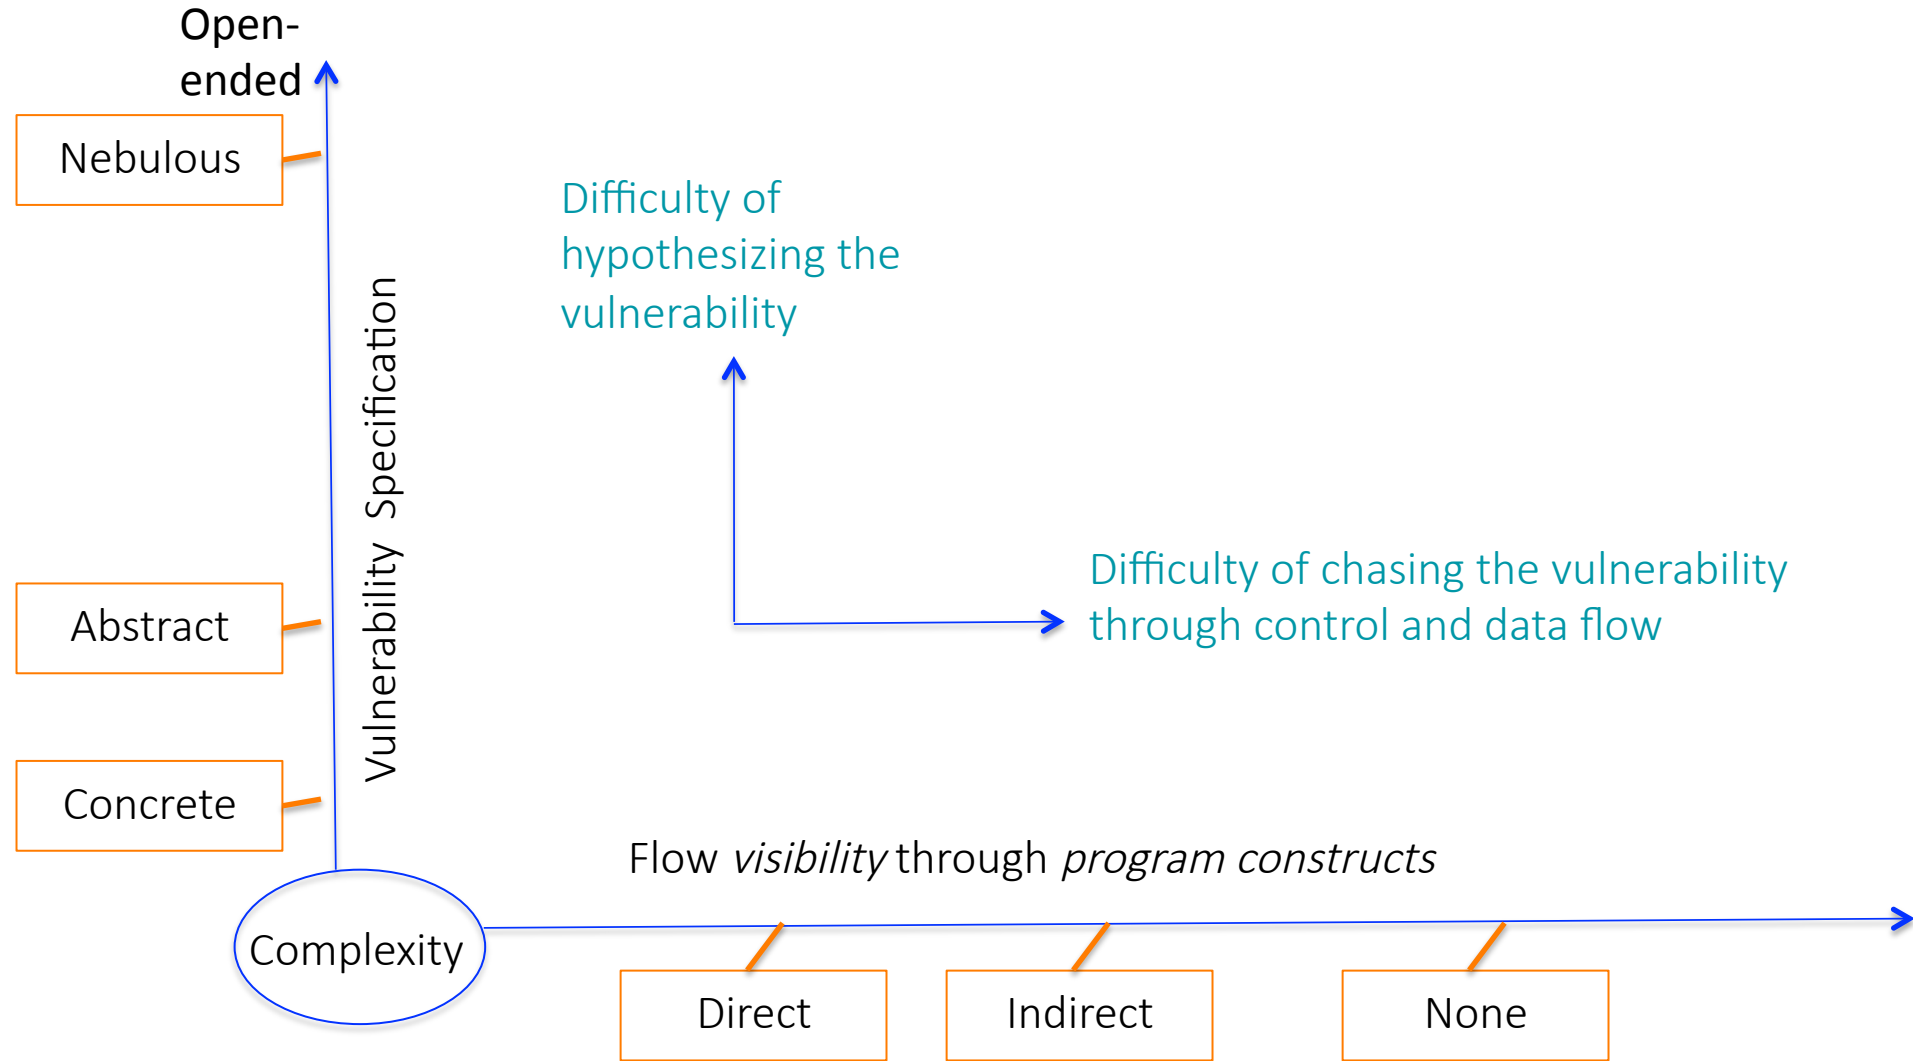 Open-
ended
Nebulous
Difficulty of
hypothesizing the
vulnerability
Vulnerability Specification
Abstract
Difficulty of chasing the vulnerability
through control and data flow
Concrete
Flow visibility through program constructs
Complexity
Direct
Indirect
None